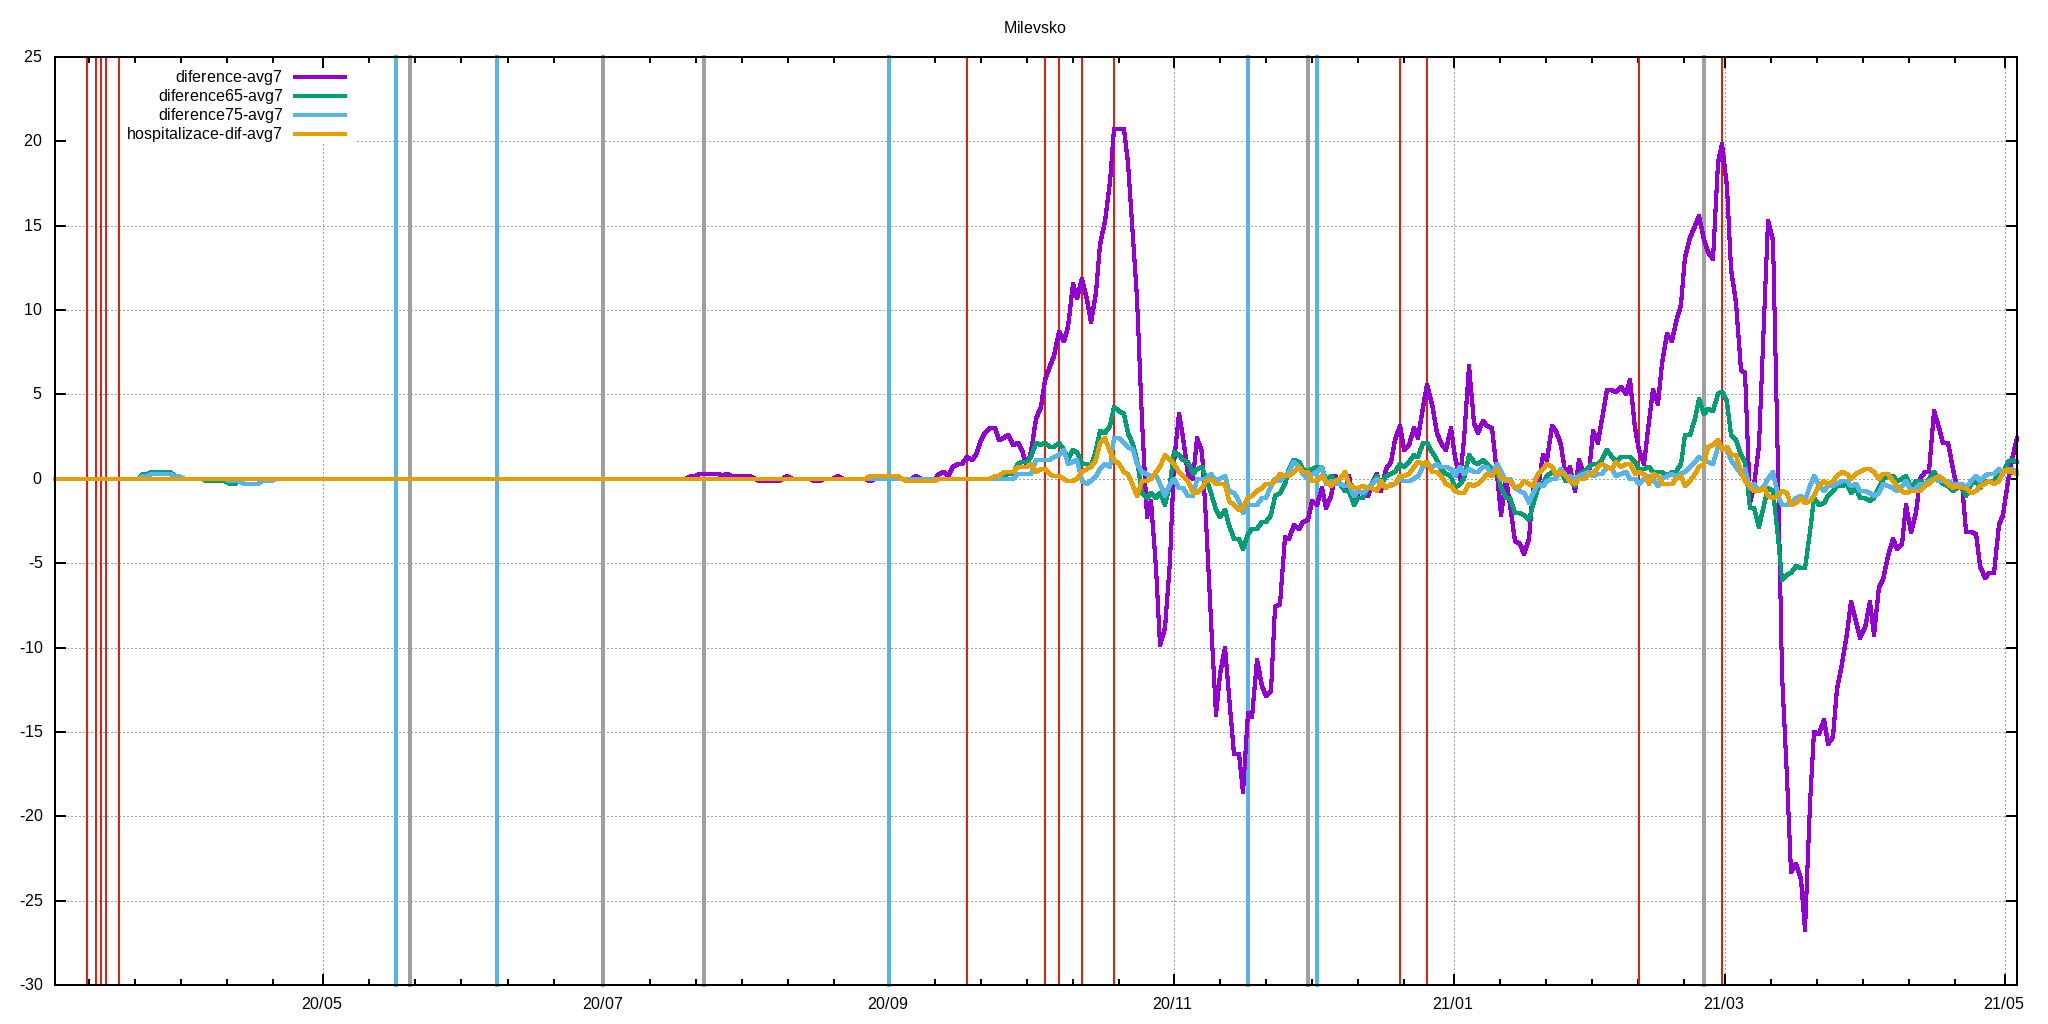 Milevsko
25
diference-avg7
diference65-avg7
diference75-avg7
hospitalizace-dif-avg7
20
15
10
5
0
-5
-10
-15
-20
-25
-30
20/05 20/07 20/09 20/11 21/01 21/03 21/05